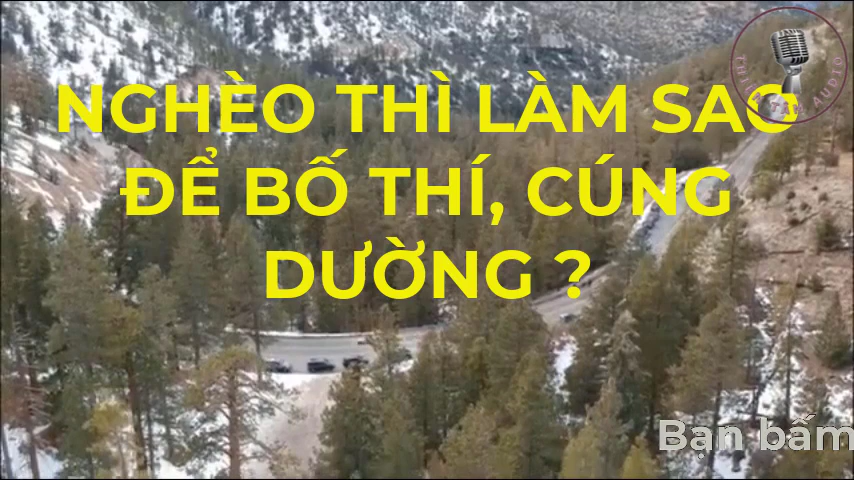 NGHÈO THÌ LÀM SAO
ĐỂ BỐ THÍ, CÚNG
DƯỜNG ?
Bạn bấm